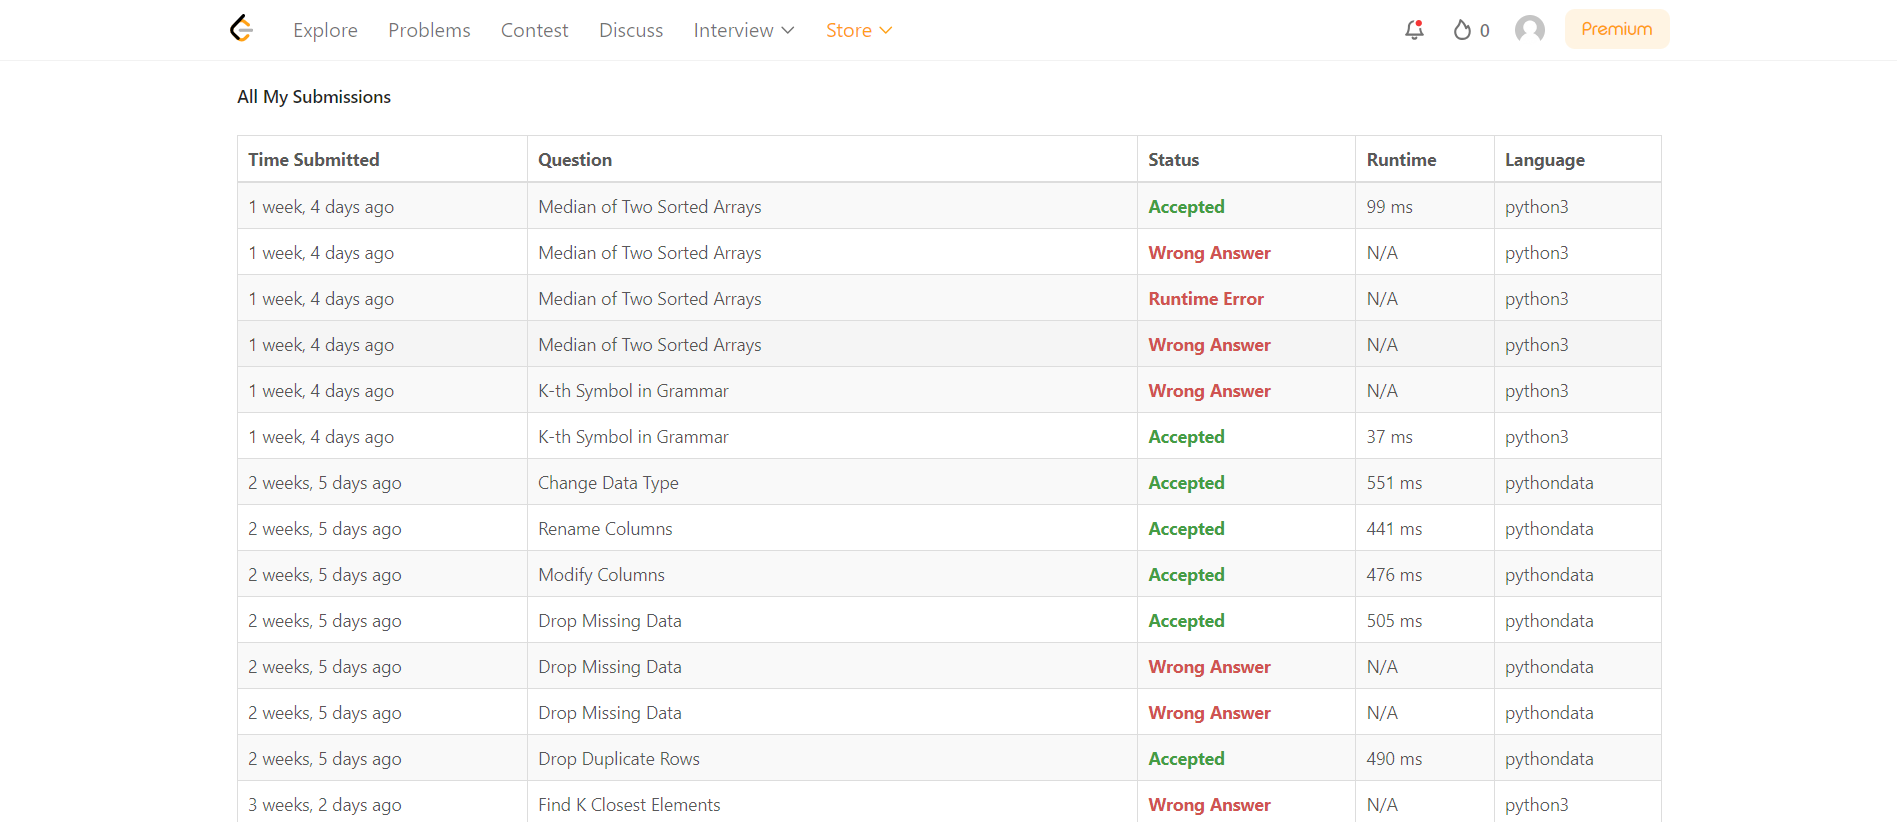 Explore Problems Contest Discuss Interview Store 0 Premium
All My Submissions
Time Submitted Question Status Runtime Language
1 week, 4 days ago Median of Two Sorted Arrays Accepted 99 ms python3
1 week, 4 days ago Median of Two Sorted Arrays Wrong Answer N/A python3
1 week, 4 days ago Median of Two Sorted Arrays Runtime Error N/A python3
1 week, 4 days ago Median of Two Sorted Arrays Wrong Answer N/A python3
1 week, 4 days ago K-th Symbol in Grammar Wrong Answer N/A python3
1 week, 4 days ago K-th Symbol in Grammar Accepted 37 ms python3
2 weeks, 5 days ago Change Data Type Accepted 551 ms pythondata
2 weeks, 5 days ago Rename Columns Accepted 441 ms pythondata
2 weeks, 5 days ago Modify Columns Accepted 476 ms pythondata
2 weeks, 5 days ago Drop Missing Data Accepted 505 ms pythondata
2 weeks, 5 days ago Drop Missing Data Wrong Answer N/A pythondata
2 weeks, 5 days ago Drop Missing Data Wrong Answer N/A pythondata
2 weeks, 5 days ago Drop Duplicate Rows Accepted 490 ms pythondata
3 weeks, 2 days ago Find K Closest Elements Wrong Answer N/A python3